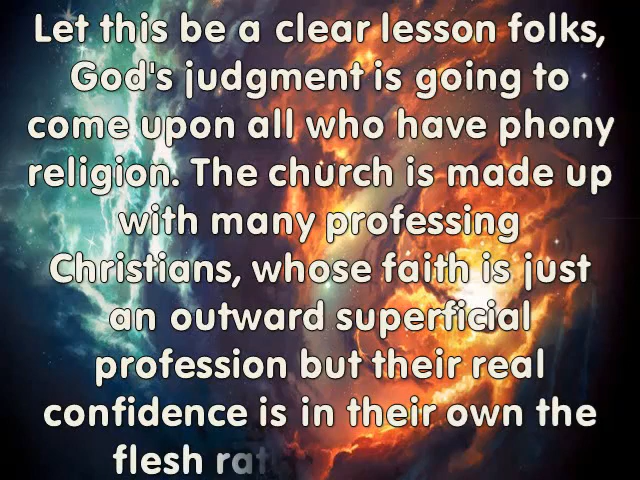 Let this be a clear lesson folks,
God's judgment is going to
come upon all who have phony
religion. The church is made up
with many professing
Christians, whose faith is just
an outward superficial
profession but their real
confidence is in their own the
flesh rat